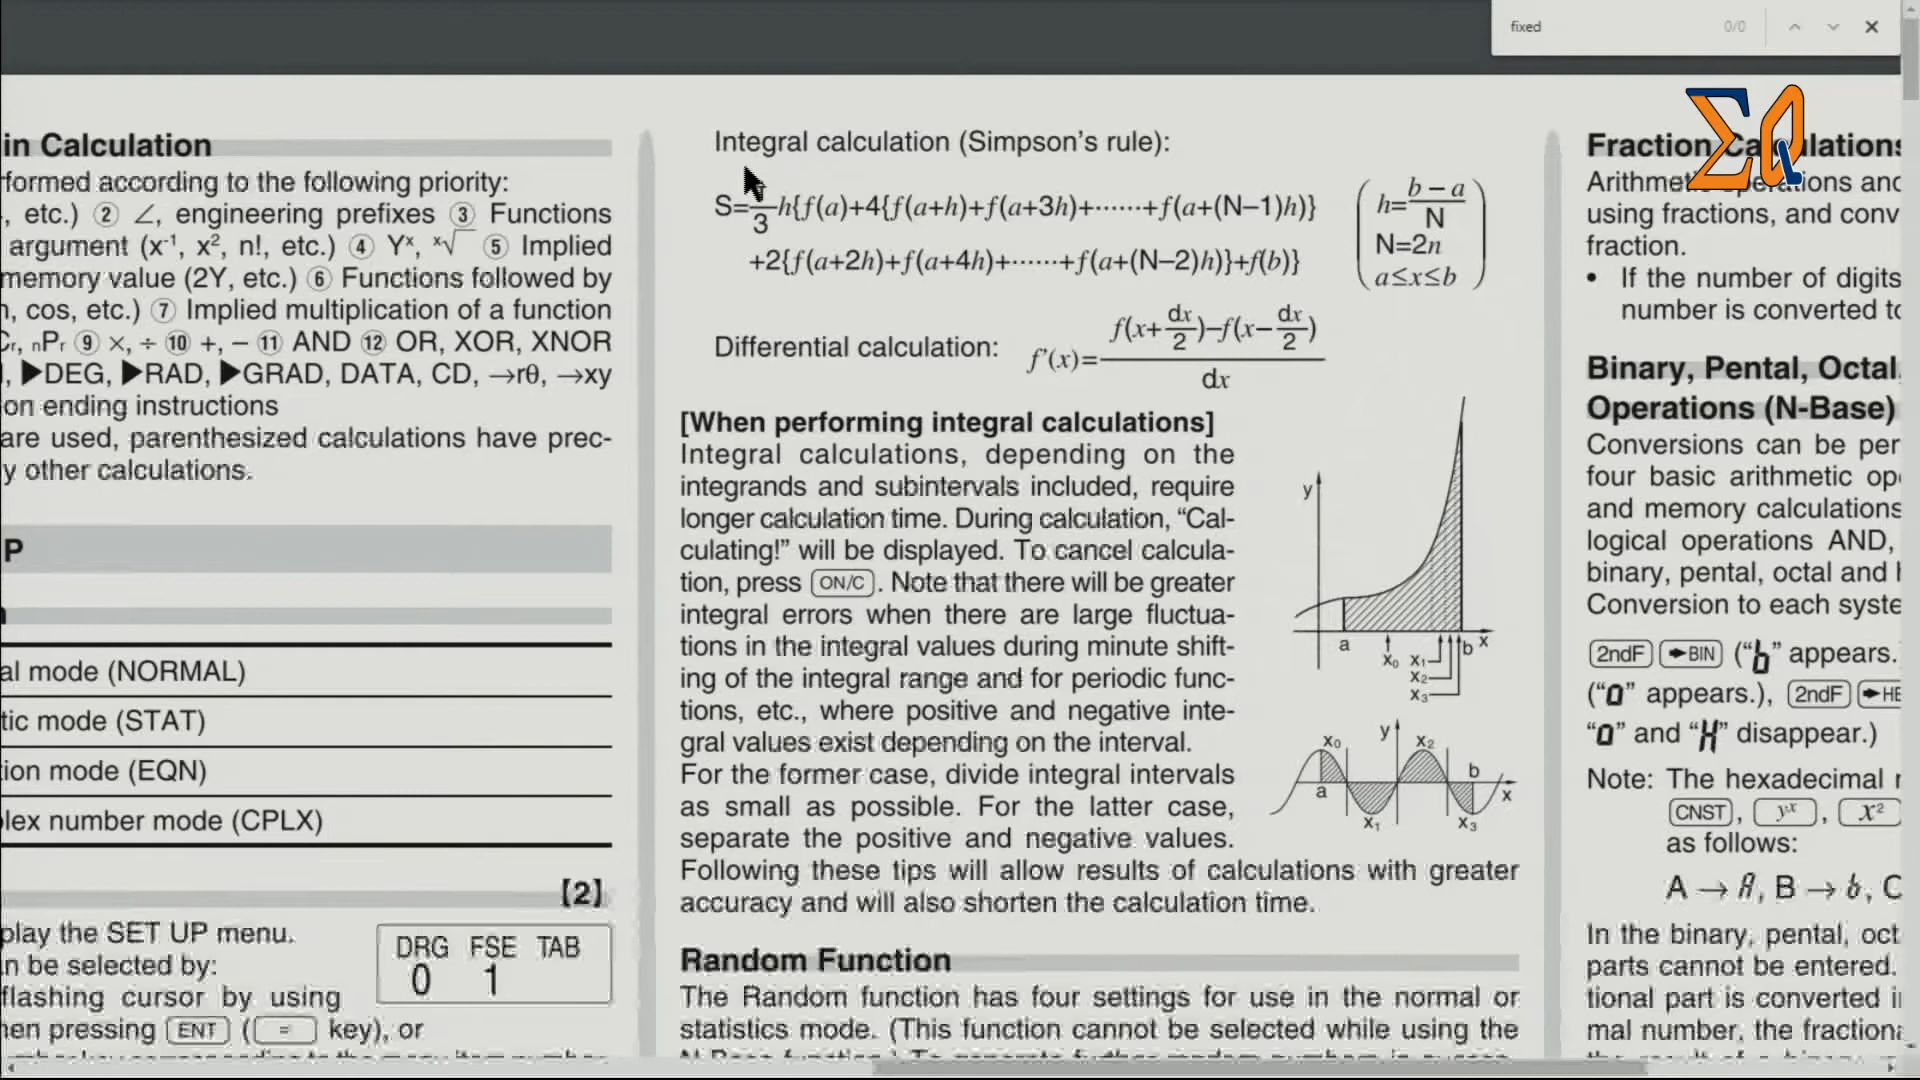 fixed
0/0
in Calculation
formed according to the following priority:
, etc.) ② ∠, engineering prefixes ③ Functions
argument (x⁻¹, x², n!, etc.) ④ Yˣ, ˣ√ ⑤ Implied
memory value (2Y, etc.) ⑥ Functions followed by
, cos, etc.) ⑦ Implied multiplication of a function
Cᵣ, ₙPᵣ ⑨ ×, ÷ ⑩ +, − ⑪ AND ⑫ OR, XOR, XNOR
, ▶DEG, ▶RAD, ▶GRAD, DATA, CD, →rθ, →xy
on ending instructions
are used, parenthesized calculations have prec-
y other calculations.
P
al mode (NORMAL)
tic mode (STAT)
tion mode (EQN)
lex number mode (CPLX)
[2]
play the SET UP menu.
n be selected by:
flashing cursor by using
hen pressing ENT ( = key), or
DRG FSE TAB
0 1
Integral calculation (Simpson's rule):
S=—3h{f(a)+4{f(a+h)+f(a+3h)+······+f(a+(N–1)h)}
+2{f(a+2h)+f(a+4h)+······+f(a+(N–2)h)}+f(b)}
h=(b−a)/N
N=2n
a≤x≤b
Differential calculation: f'(x)=(f(x+dx/2)–f(x–dx/2))/dx
[When performing integral calculations]
Integral calculations, depending on the
integrands and subintervals included, require
longer calculation time. During calculation, “Cal-
culating!” will be displayed. To cancel calcula-
tion, press ON/C . Note that there will be greater
integral errors when there are large fluctua-
tions in the integral values during minute shift-
ing of the integral range and for periodic func-
tions, etc., where positive and negative inte-
gral values exist depending on the interval.
For the former case, divide integral intervals
as small as possible. For the latter case,
separate the positive and negative values.
Following these tips will allow results of calculations with greater
accuracy and will also shorten the calculation time.
y
a x₀ x₁ b x
x₂
x₃
x₀ y x₂
b
a x
x₁ x₃
Random Function
The Random function has four settings for use in the normal or
statistics mode. (This function cannot be selected while using the
ΣQ
Fraction Calculations
Arithmetic operations and
using fractions, and conv
fraction.
• If the number of digits
number is converted to
Binary, Pental, Octal,
Operations (N-Base)
Conversions can be per
four basic arithmetic op
and memory calculations
logical operations AND,
binary, pental, octal and
Conversion to each syste
2ndF ➧BIN (“b” appears.
(“o” appears.), 2ndF ➧HE
“o” and “H” disappear.)
Note: The hexadecimal
CNST , yˣ , x²
as follows:
A → A, B → b, C
In the binary, pental, oct
parts cannot be entered.
tional part is converted i
mal number, the fractiona